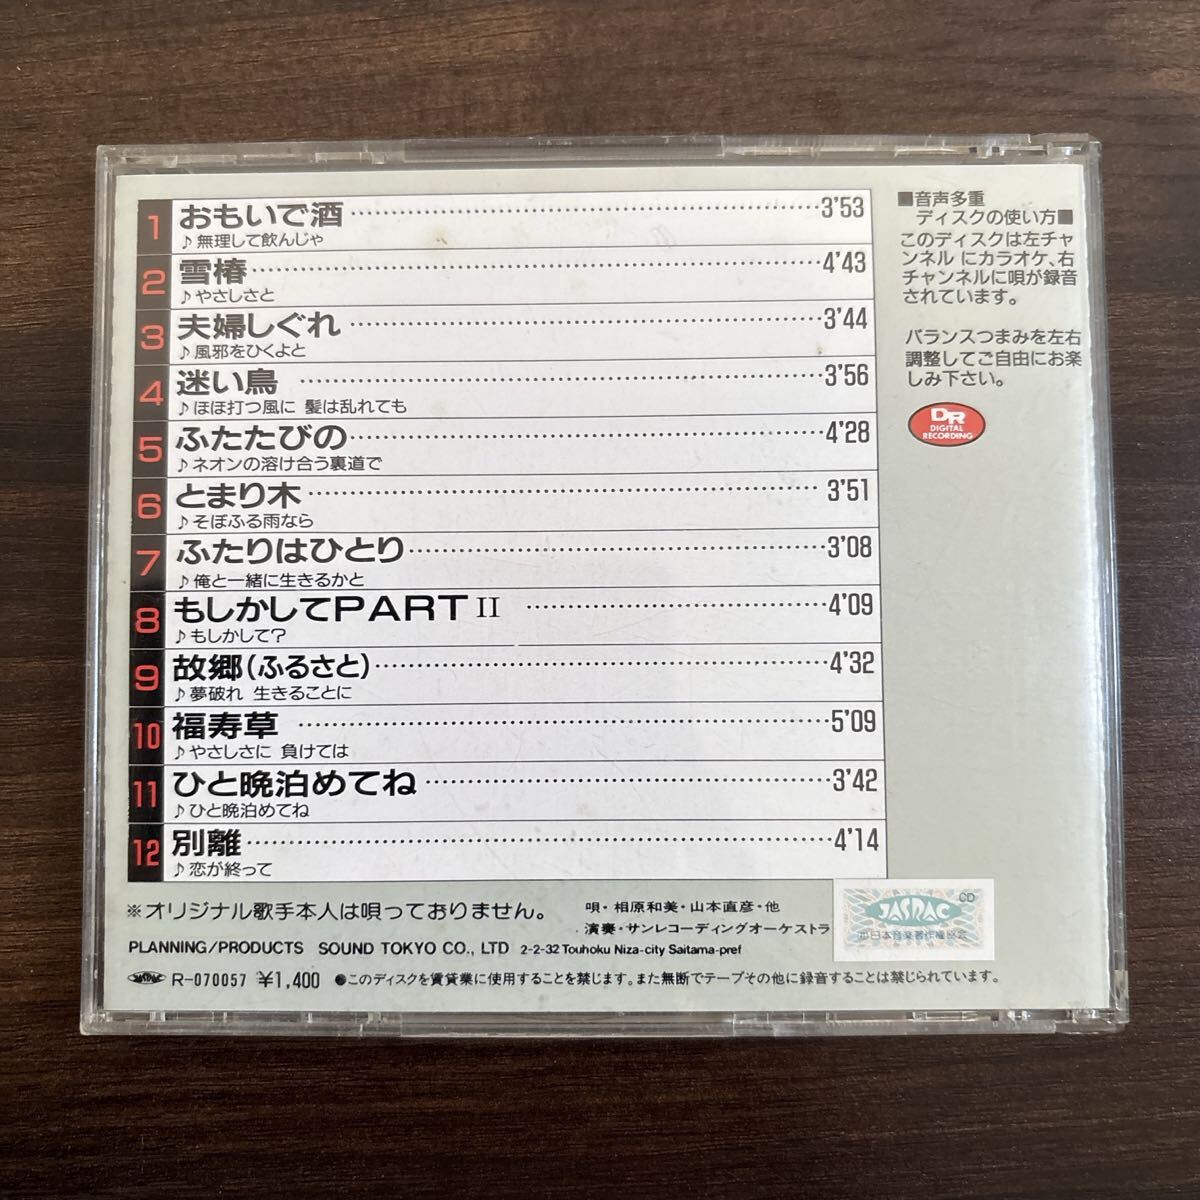 1 おもいで酒 3'53
♪無理して飲んじゃ
2 雪椿 4'43
♪やさしさと
3 夫婦しぐれ 3'44
♪風邪をひくよと
4 迷い鳥 3'56
♪ほほ打つ風に 髪は乱れても
5 ふたたびの 4'28
♪ネオンの溶け合う裏道で
6 とまり木 3'51
♪そぼふる雨なら
7 ふたりはひとり 3'08
♪俺と一緒に生きるかと
8 もしかしてPART II 4'09
♪もしかして?
9 故郷(ふるさと) 4'32
♪夢破れ 生きることに
10 福寿草 5'09
♪やさしさに 負けては
11 ひと晩泊めてね 3'42
♪ひと晩泊めてね
12 別離 4'14
♪恋が終って
■音声多重
ディスクの使い方■
このディスクは左チャ
ンネル にカラオケ、右
チャンネルに唄が録音
されています。
バランスつまみを左右
調整してご自由にお楽
しみ下さい。
DR
DIGITAL
RECORDING
※オリジナル歌手本人は唄っておりません。
唄・相原和美・山本直彦・他
演奏・サンレコーディングオーケストラ
PLANNING/PRODUCTS SOUND TOKYO CO., LTD 2-2-32 Touhoku Niza-city Saitama-pref
JASRAC R-070057 ¥1,400 ●このディスクを賃貸業に使用することを禁じます。また無断でテープその他に録音することは禁じられています。
CD
JASRAC
日本音楽著作権協会